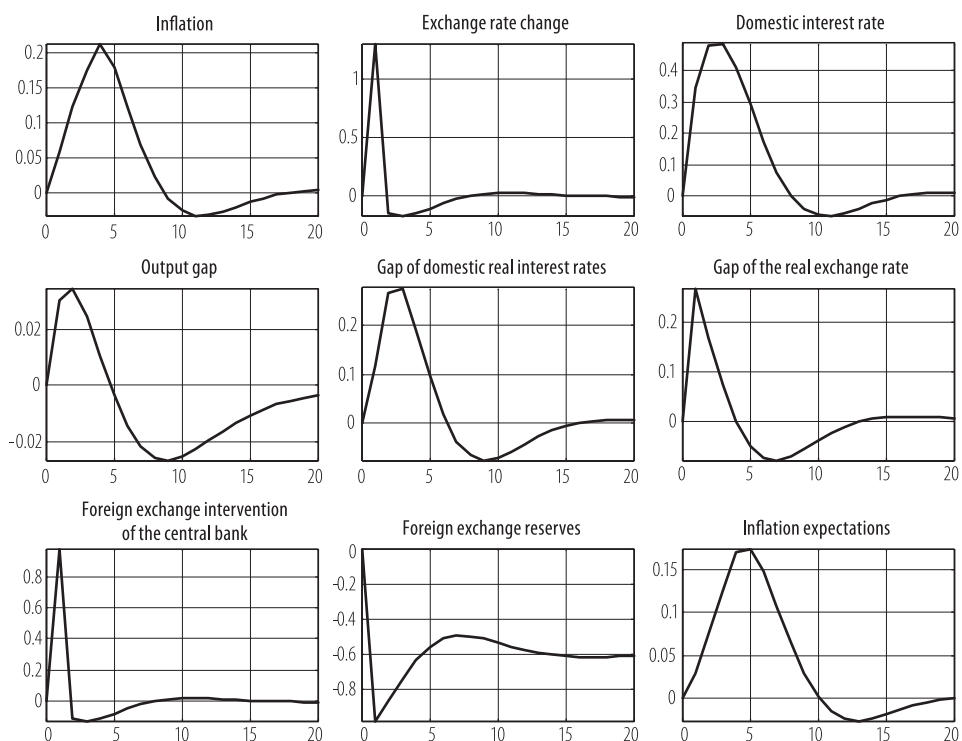 Inflation
Exchange rate change
Domestic interest rate
0.2
0.15
0.1
0.05
0
0 5 10 15 20
1
0.5
0
0 5 10 15 20
0.4
0.3
0.2
0.1
0
0 5 10 15 20
Output gap
Gap of domestic real interest rates
Gap of the real exchange rate
0.02
0
-0.02
0 5 10 15 20
0.2
0.1
0
0 5 10 15 20
0.2
0.1
0
0 5 10 15 20
Foreign exchange intervention
of the central bank
Foreign exchange reserves
Inflation expectations
0.8
0.6
0.4
0.2
0
0 5 10 15 20
0
-0.2
-0.4
-0.6
-0.8
0 5 10 15 20
0.15
0.1
0.05
0
0 5 10 15 20